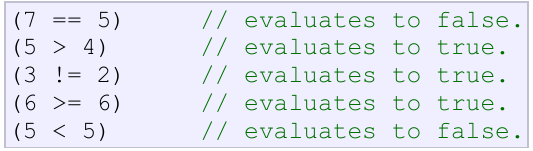 (7 == 5)     // evaluates to false.
(5 > 4)      // evaluates to true.
(3 != 2)     // evaluates to true.
(6 >= 6)     // evaluates to true.
(5 < 5)      // evaluates to false.